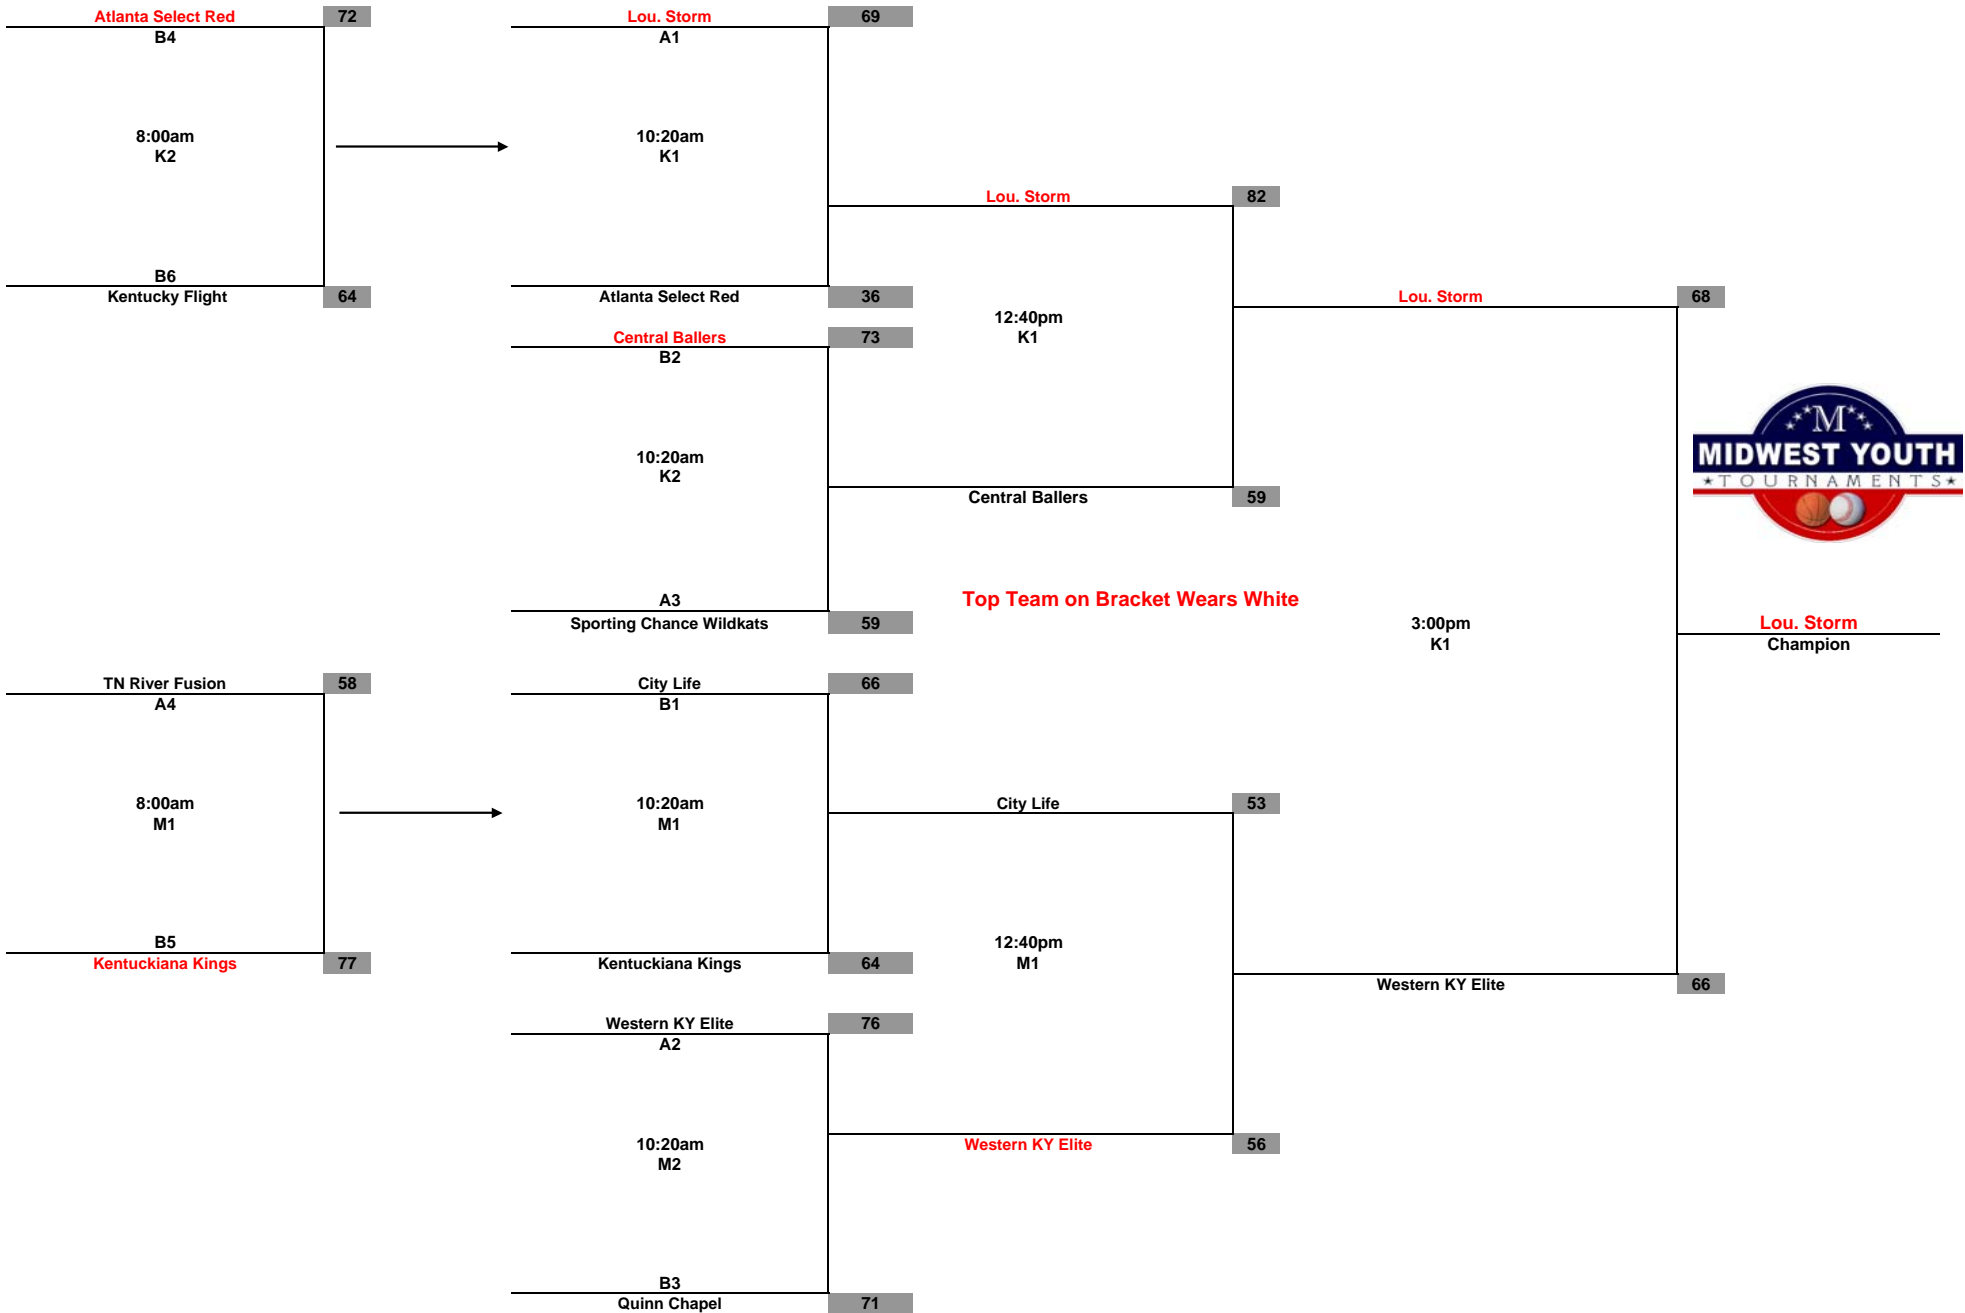 Atlanta Select Red 72
B4
8:00am
K2
B6
Kentucky Flight 64
Lou. Storm 69
A1
10:20am
K1
Atlanta Select Red 36
Central Ballers 73
B2
10:20am
K2
A3
Sporting Chance Wildkats 59
Lou. Storm 82
12:40pm
K1
Central Ballers 59
Top Team on Bracket Wears White
Lou. Storm 68
3:00pm
K1
M
MIDWEST YOUTH
★TOURNAMENTS★
Lou. Storm
Champion
TN River Fusion 58
A4
8:00am
M1
B5
Kentuckiana Kings 77
City Life 66
B1
10:20am
M1
Kentuckiana Kings 64
Western KY Elite 76
A2
10:20am
M2
B3
Quinn Chapel 71
City Life 53
12:40pm
M1
Western KY Elite 56
Western KY Elite 66